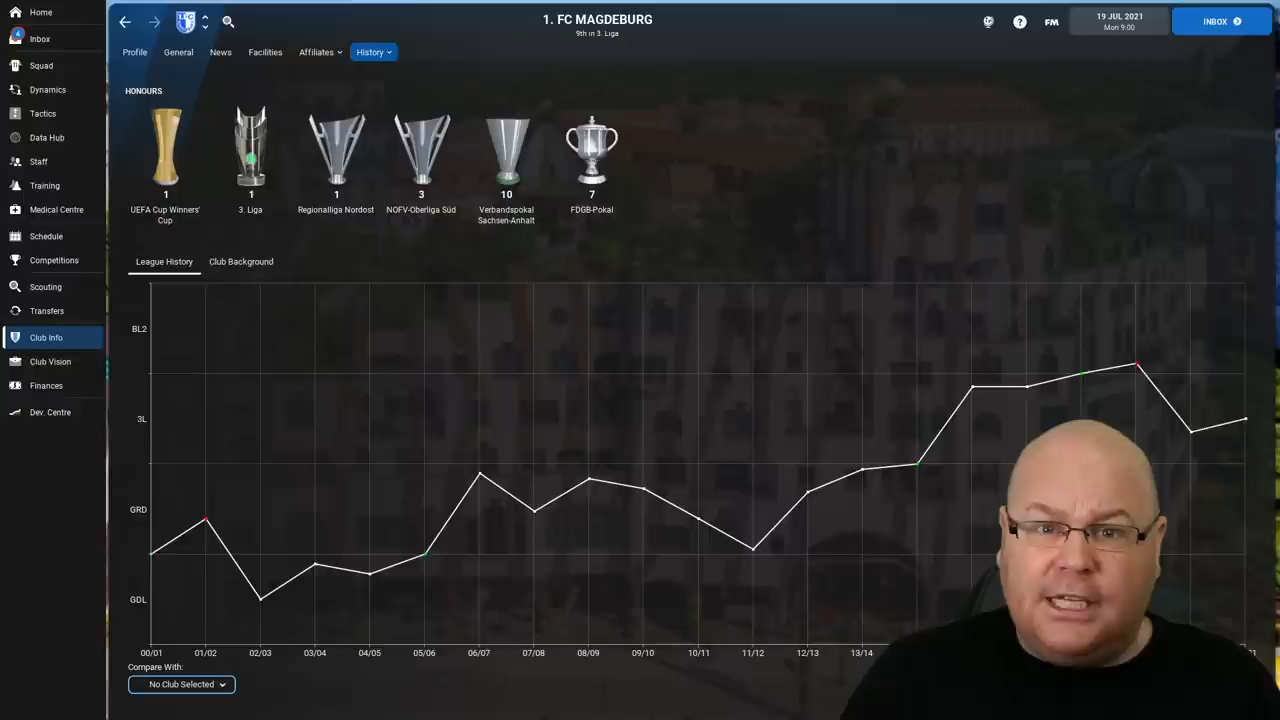 Home
4
Inbox
Squad
Dynamics
Tactics
Data Hub
Staff
Training
Medical Centre
Schedule
Competitions
Scouting
Transfers
Club Info
Club Vision
Finances
Dev. Centre
1. FC MAGDEBURG
9th in 3. Liga
?
FM
19 JUL 2021
Mon 9:00
INBOX
Profile
General
News
Facilities
Affiliates
History
HONOURS
1
1
1
3
10
7
UEFA Cup Winners'
Cup
3. Liga
Regionalliga Nordost
NOFV-Oberliga Süd
Verbandspokal
Sachsen-Anhalt
FDGB-Pokal
League History
Club Background
BL2
3L
GRD
GDL
00/01
01/02
02/03
03/04
04/05
05/06
06/07
07/08
08/09
09/10
10/11
11/12
12/13
13/14
Compare With:
No Club Selected